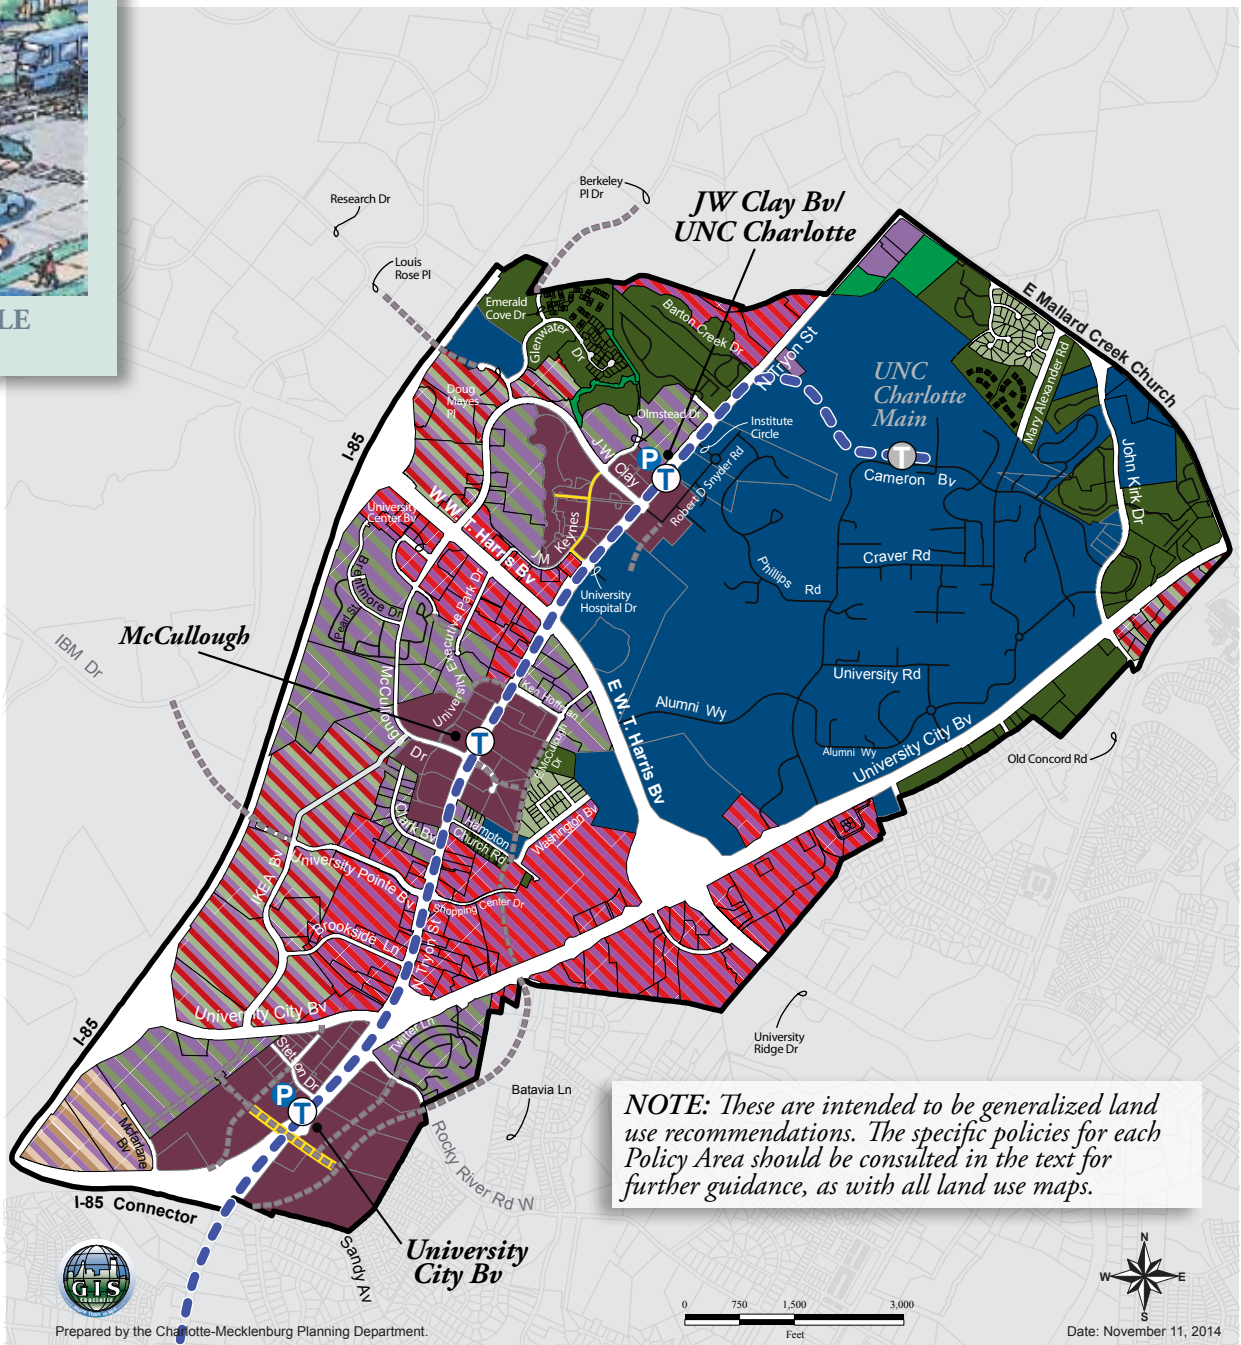 LE
Research Dr
Berkeley
Pl Dr
JW Clay Bv/
UNC Charlotte
Louis
Rose Pl
Emerald
Cove Dr
Glenwater Dr
Barton Creek Dr
E Mallard Creek Church
N Tryon St
UNC
Charlotte
Main
Mary Alexander Rd
Doug
Mayes
Pl
Olmstead Dr
Institute
Circle
I-85
J W Clay
P
T
T
Cameron Bv
John Kirk Dr
Robert D Snyder Rd
University
Center Bv
W W.T. Harris Bv
JM Keynes
Craver Rd
Phillips Rd
University
Hospital Dr
Brentmore Dr
Pearl St
University Executive Park Dr
McCullough
IBM Dr
McCullough Dr
Ken Hoffman
E W.T. Harris Bv
University Rd
Alumni Wy
Alumni Wy
University City Bv
Old Concord Rd
T
E McCullough Dr
Clark Bv
Hampton
Church Rd
Washington Bv
IKEA Bv
University Pointe Bv
Shopping Center Dr
Brookside Ln
N Tryon St
University City Bv
I-85
Twitter Ln
Stetson Dr
University
Ridge Dr
P
T
Batavia Ln
Mcfarlane
Bv
Rocky River Rd W
I-85 Connector
University
City Bv
Sandy Av
NOTE: These are intended to be generalized land
use recommendations. The specific policies for each
Policy Area should be consulted in the text for
further guidance, as with all land use maps.
GIS
N
W E
S
0 750 1,500 3,000
Feet
Prepared by the Charlotte-Mecklenburg Planning Department.
Date: November 11, 2014